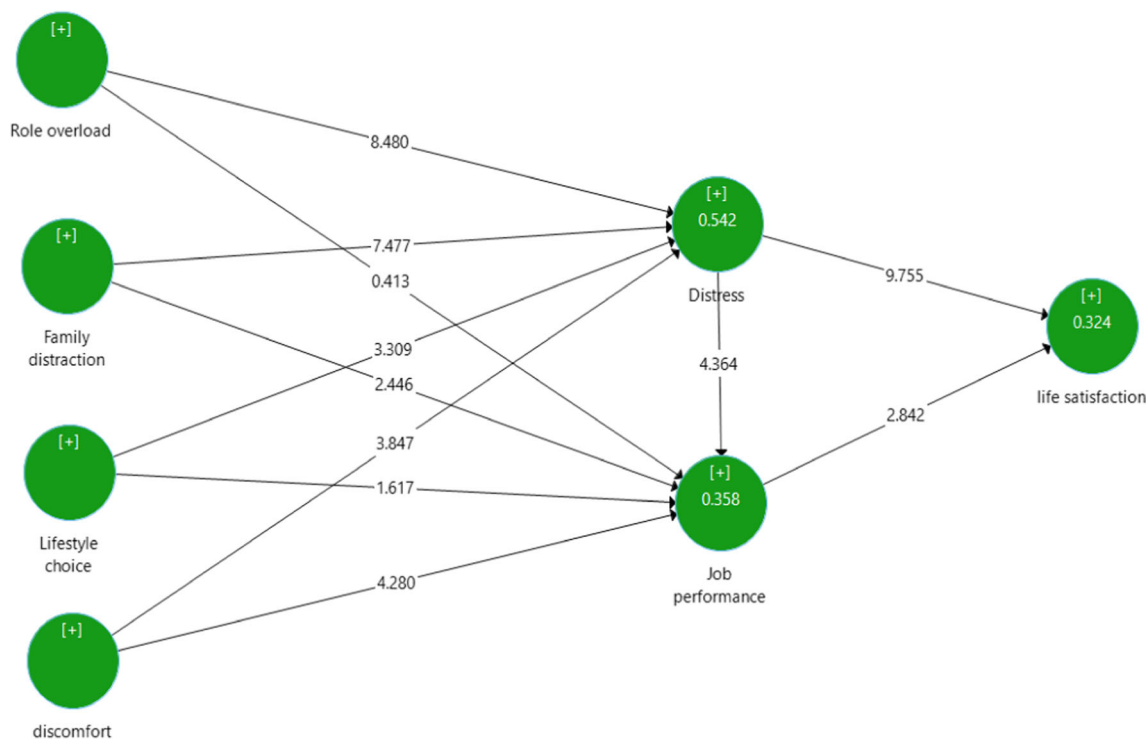 [+]
Role overload
[+]
Family
distraction
[+]
Lifestyle
choice
[+]
discomfort
8.480
7.477
0.413
3.309
2.446
3.847
1.617
4.280
[+]
0.542
Distress
4.364
[+]
0.358
Job
performance
9.755
2.842
[+]
0.324
life satisfaction